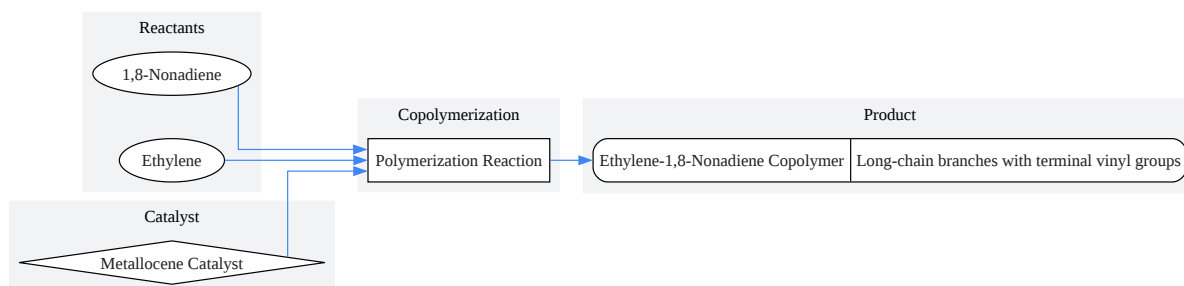 Reactants
1,8-Nonadiene
Ethylene
Catalyst
Metallocene Catalyst
Copolymerization
Polymerization Reaction
Product
Ethylene-1,8-Nonadiene Copolymer
Long-chain branches with terminal vinyl groups